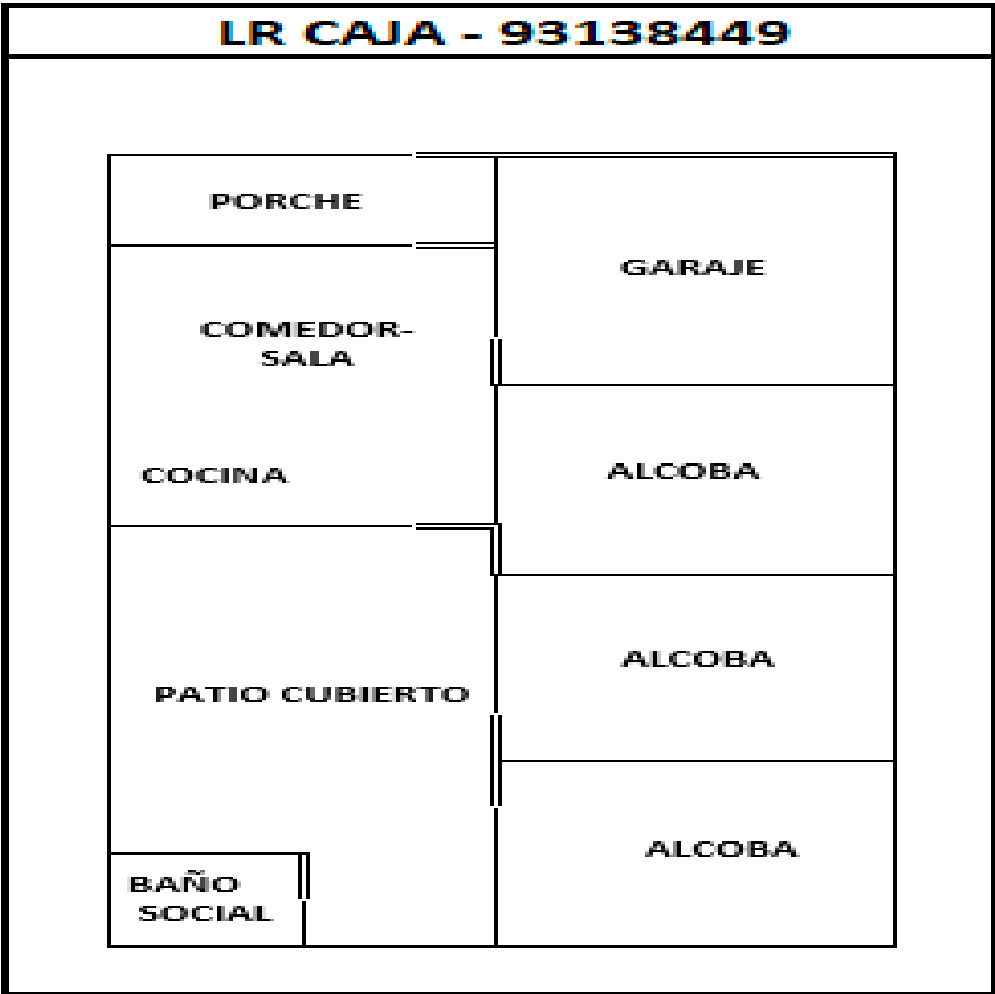 LR CAJA - 93138449
PORCHE
GARAJE
COMEDOR-
SALA
COCINA
ALCOBA
ALCOBA
PATIO CUBIERTO
ALCOBA
BAÑO
SOCIAL